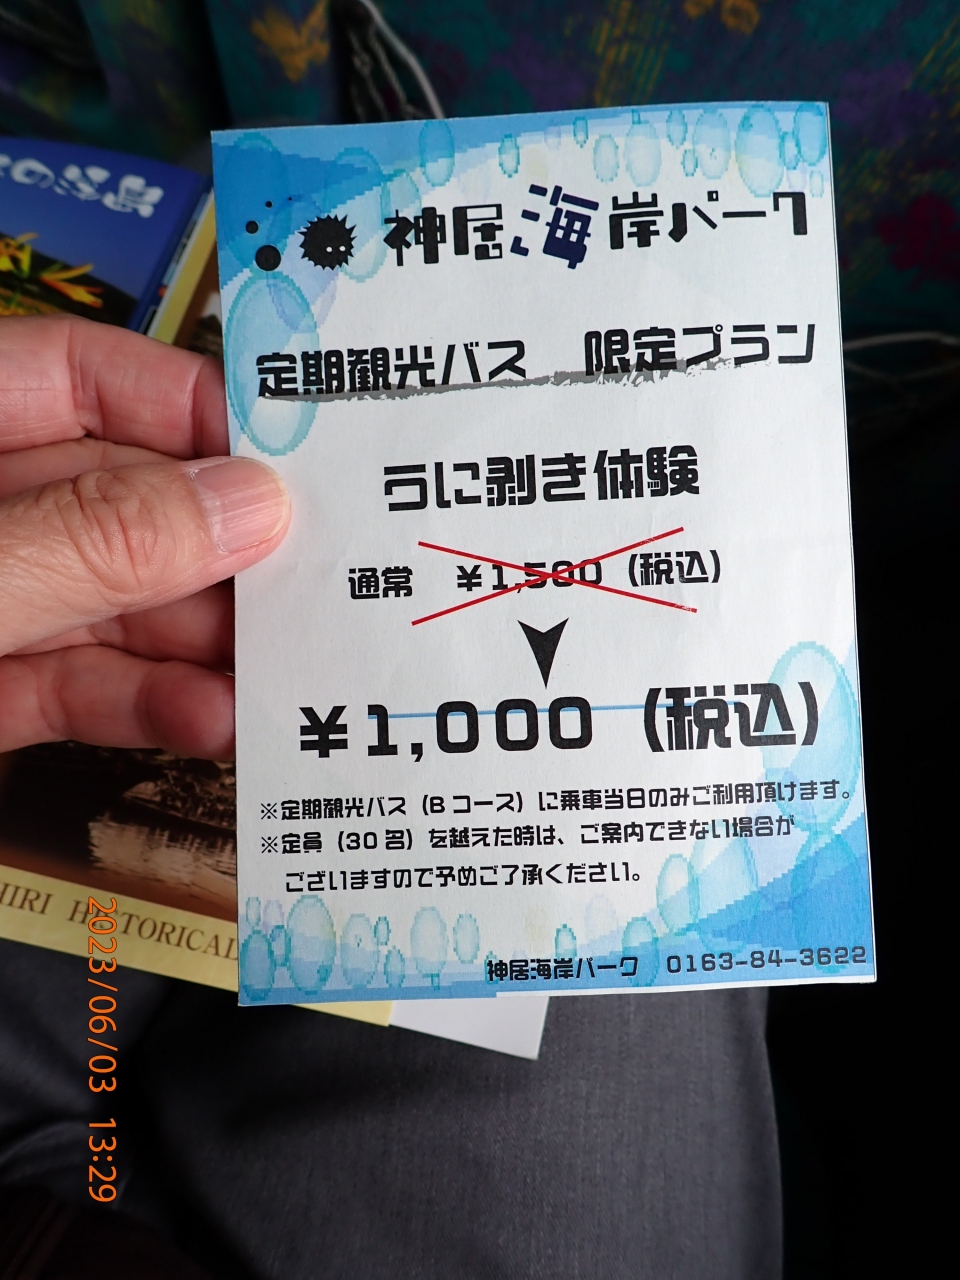 の浮島
神居海岸パーク
定期観光バス 限定プラン
うに剥き体験
通常 ¥1,500 (税込)
¥1,000 (税込)
※定期観光バス (Bコース) に乗車当日のみご利用頂けます。
※定員 (30名) を越えた時は、ご案内できない場合が
ございますので予めご了承ください。
神居海岸パーク 0163-84-3622
HISTORICAL
2023/06/03 13:29